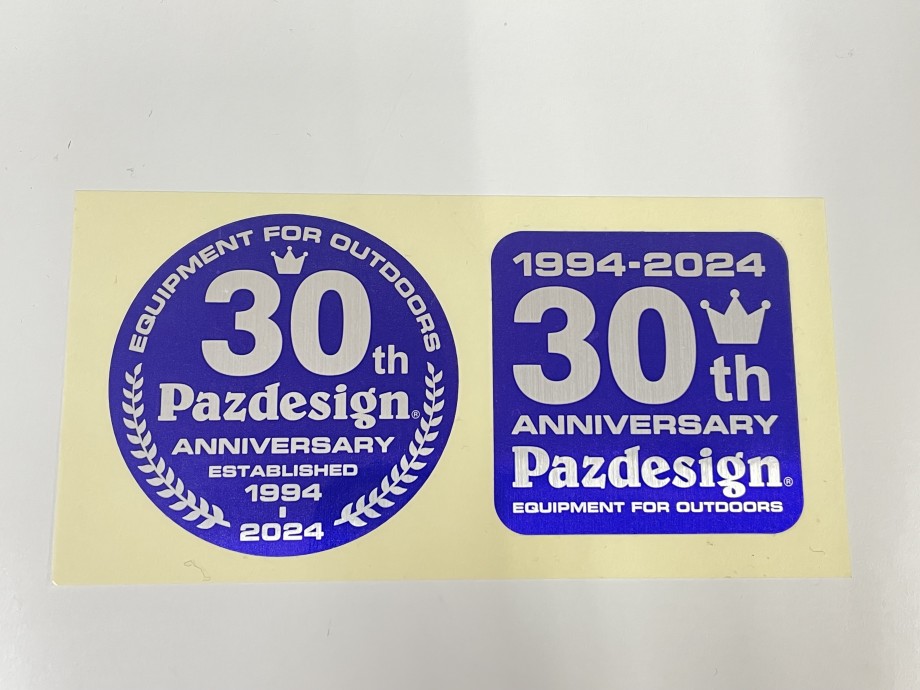 EQUIPMENT FOR OUTDOORS
30th
Pazdesign®
ANNIVERSARY
ESTABLISHED
1994
-
2024
1994-2024
30th
ANNIVERSARY
Pazdesign®
EQUIPMENT FOR OUTDOORS